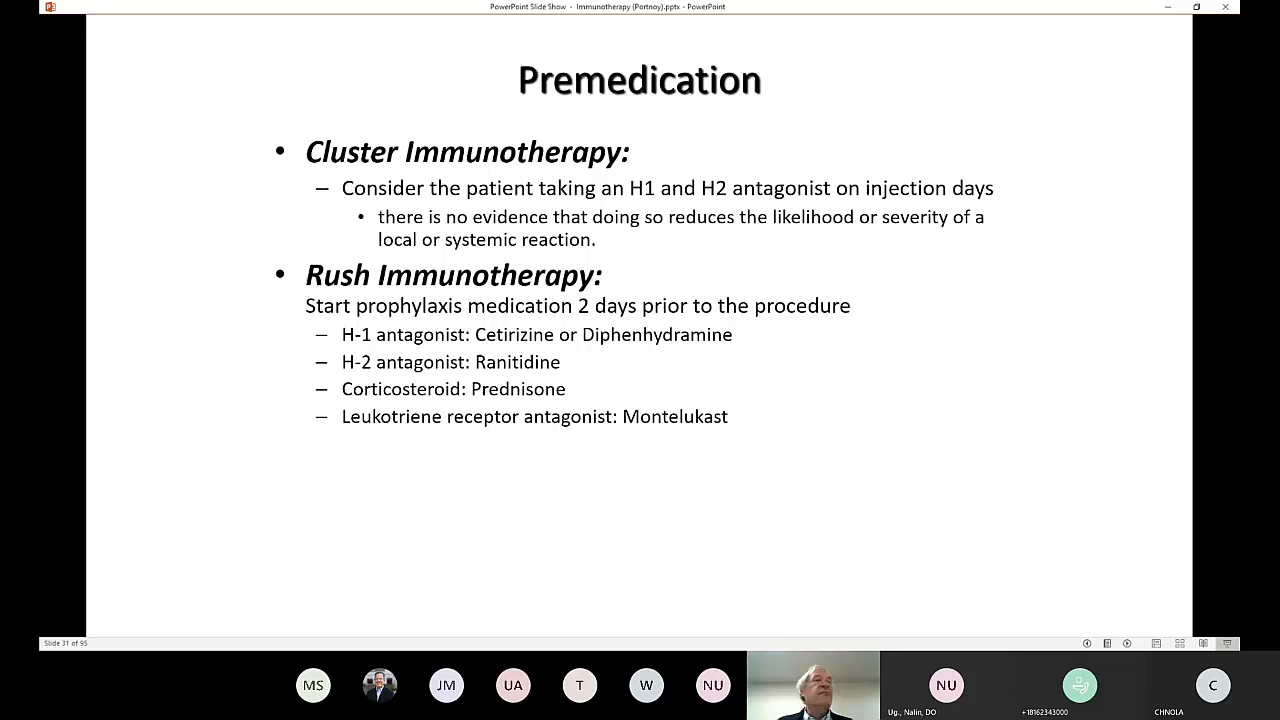 PowerPoint Slide Show - Immunotherapy (Portnoy).pptx - PowerPoint
Premedication
• Cluster Immunotherapy:
– Consider the patient taking an H1 and H2 antagonist on injection days
• there is no evidence that doing so reduces the likelihood or severity of a
local or systemic reaction.
• Rush Immunotherapy:
Start prophylaxis medication 2 days prior to the procedure
– H-1 antagonist: Cetirizine or Diphenhydramine
– H-2 antagonist: Ranitidine
– Corticosteroid: Prednisone
– Leukotriene receptor antagonist: Montelukast
Slide 31 of 95
MS
JM
UA
T
W
NU
NU
C
Ug., Nalin, DO
+18162343000
CHNOLA